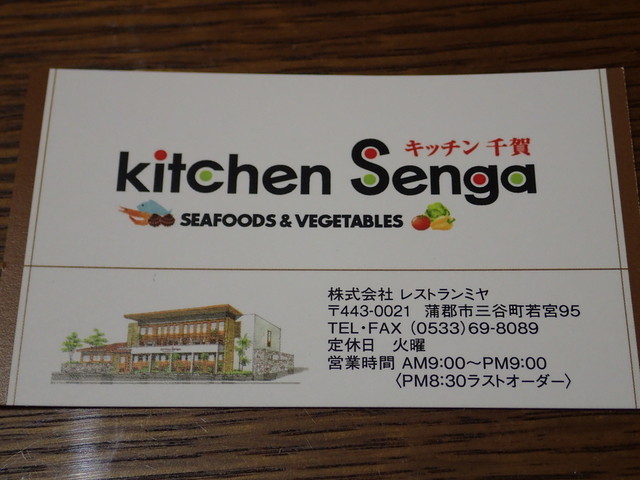 キッチン 千賀
kitchen Senga
SEAFOODS & VEGETABLES
株式会社 レストランミヤ
〒443-0021 蒲郡市三谷町若宮95
TEL・FAX (0533)69-8089
定休日 火曜
営業時間 AM9:00〜PM9:00
〈PM8:30ラストオーダー〉